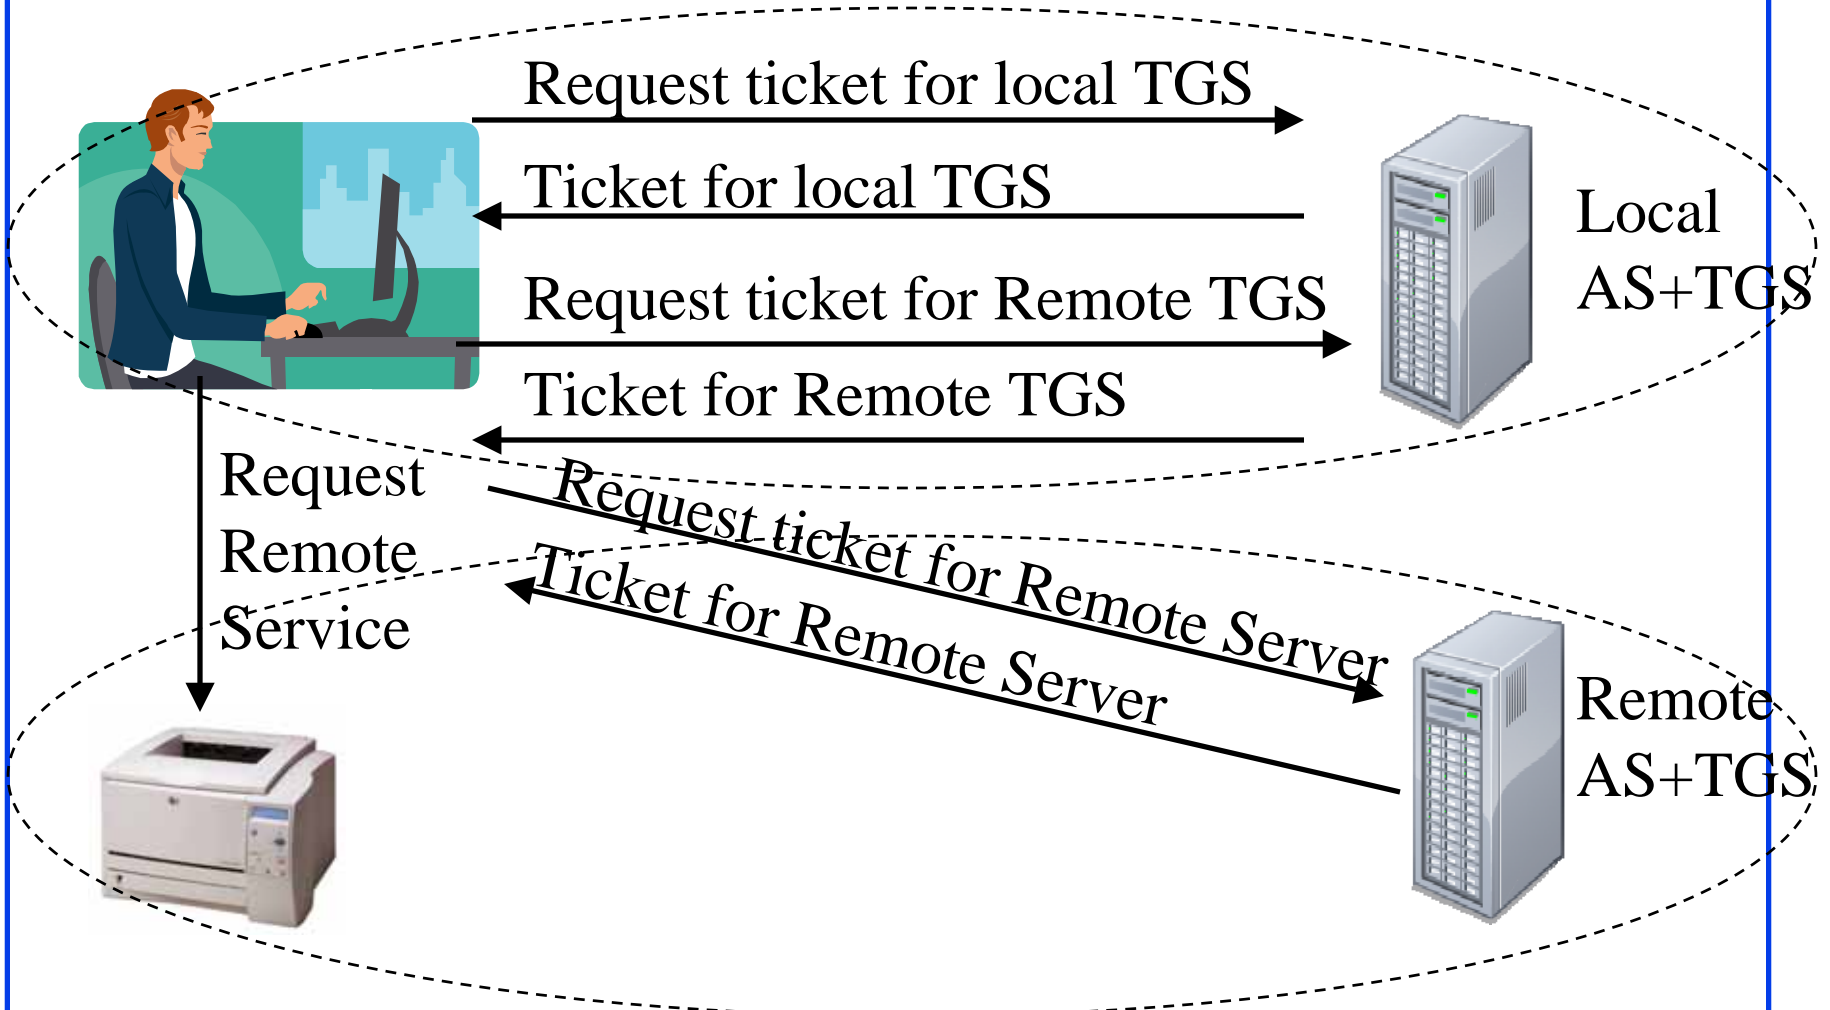 Request ticket for local TGS
Ticket for local TGS
Local
AS+TGS
Request ticket for Remote TGS
Ticket for Remote TGS
Request
Remote
Service
Request ticket for Remote Server
Ticket for Remote Server
Remote
AS+TGS